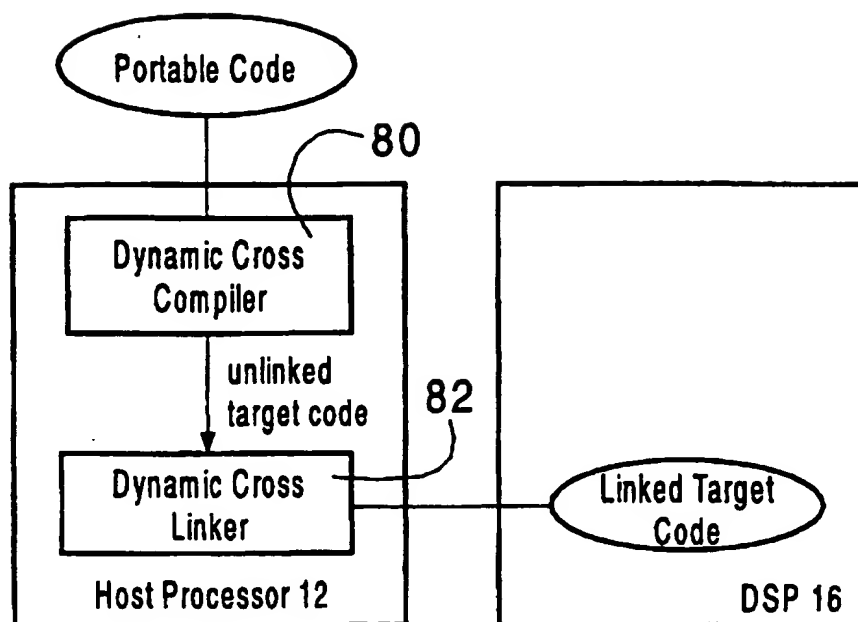 Portable Code
80
Dynamic Cross
Compiler
unlinked
target code
82
Dynamic Cross
Linker
Linked Target
Code
Host Processor 12
DSP 16